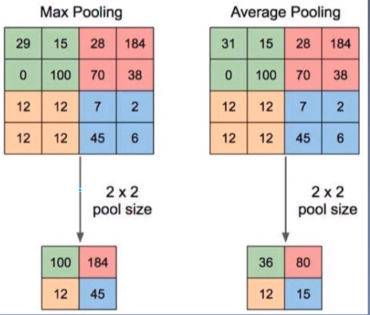 Max Pooling
29 15 28 184
0 100 70 38
12 12 7 2
12 12 45 6
2 x 2
pool size
100 184
12 45
Average Pooling
31 15 28 184
0 100 70 38
12 12 7 2
12 12 45 6
2 x 2
pool size
36 80
12 15